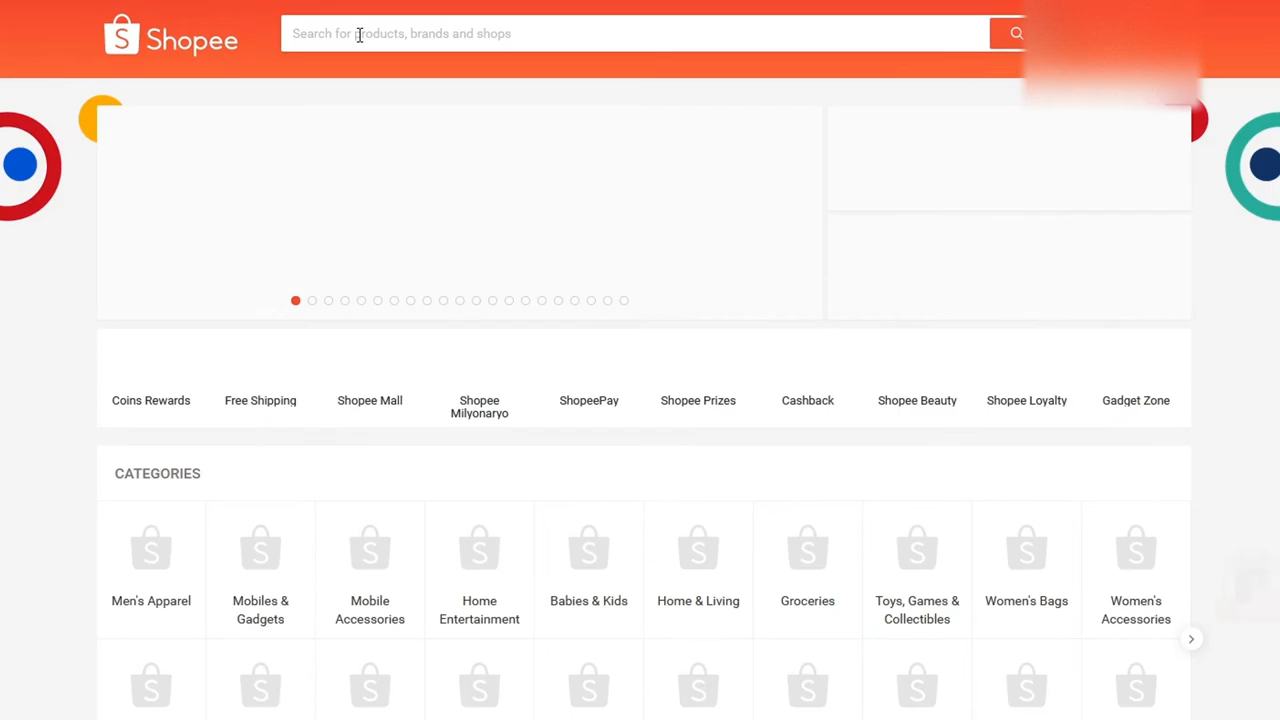 Shopee
Search for products, brands and shops
Coins Rewards
Free Shipping
Shopee Mall
Shopee
Milyonaryo
ShopeePay
Shopee Prizes
Cashback
Shopee Beauty
Shopee Loyalty
Gadget Zone
CATEGORIES
Men's Apparel
Mobiles &
Gadgets
Mobile
Accessories
Home
Entertainment
Babies & Kids
Home & Living
Groceries
Toys, Games &
Collectibles
Women's Bags
Women's
Accessories